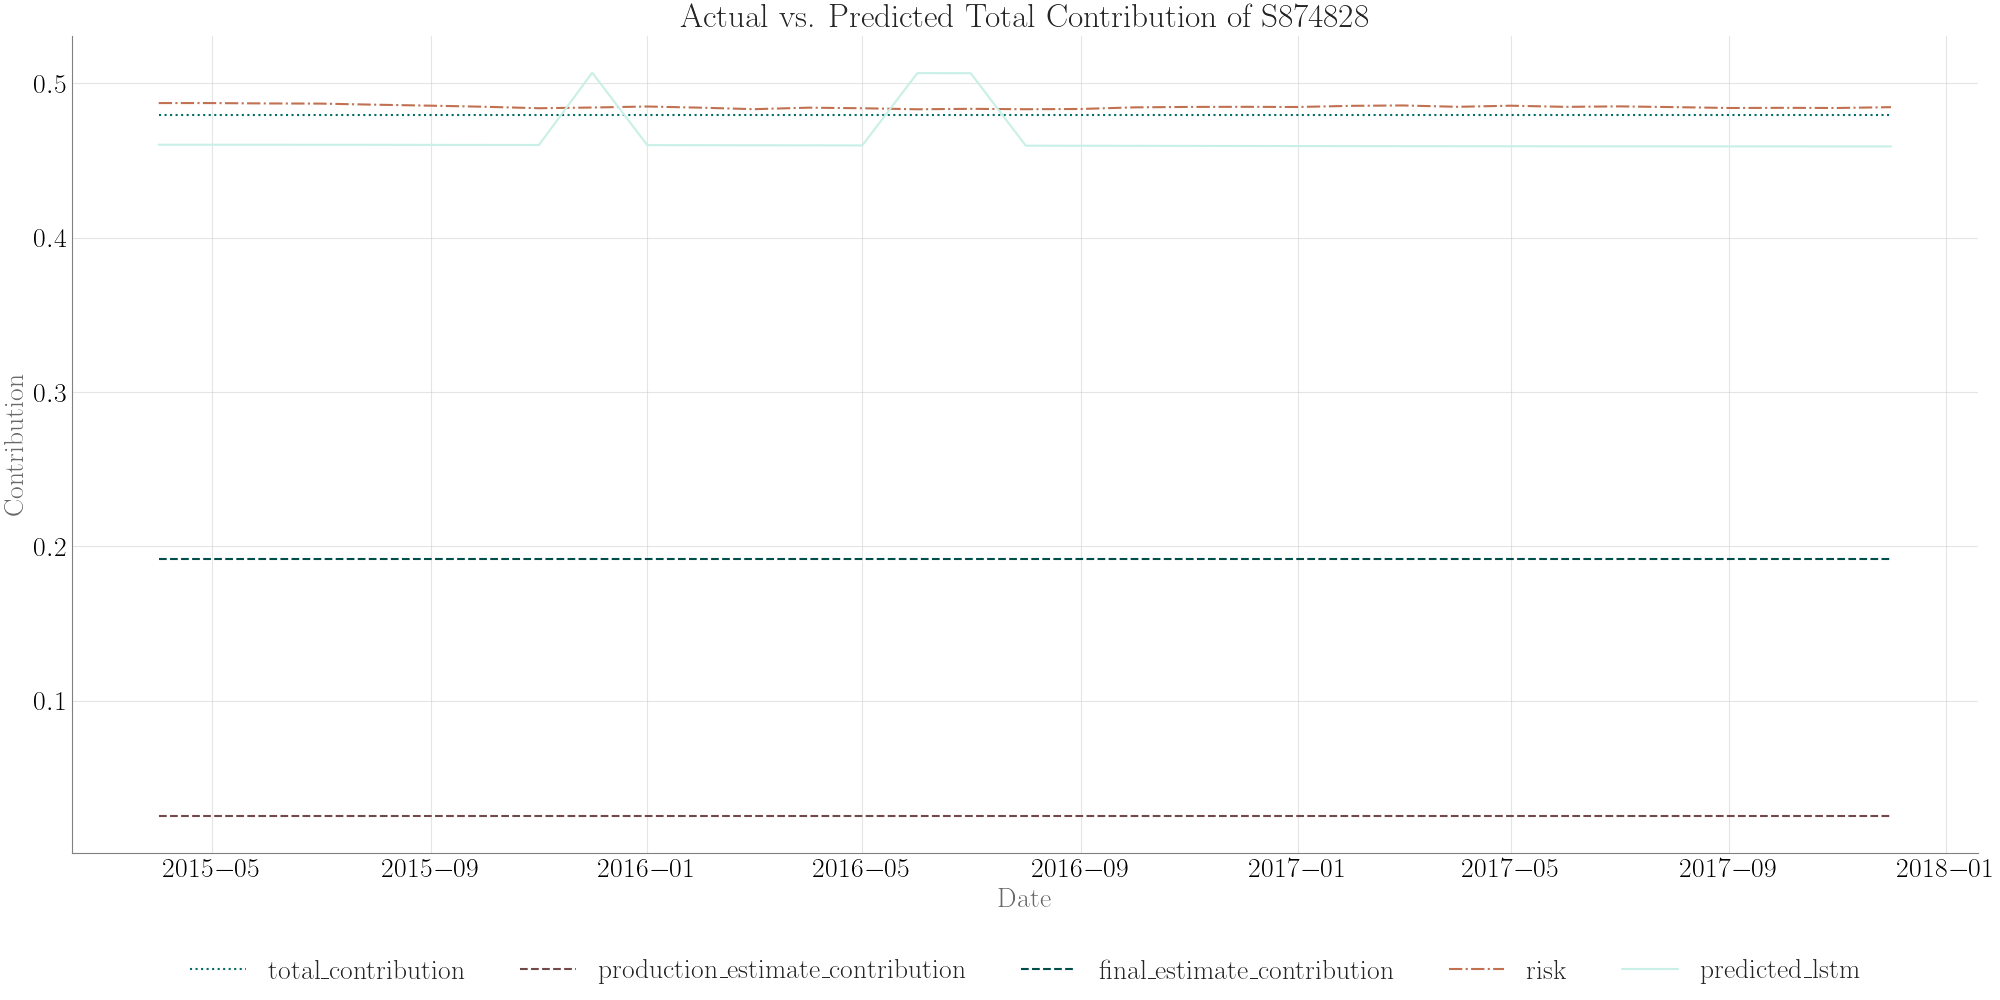 Actual vs. Predicted Total Contribution of S874828
0.5
0.4
0.3
0.2
0.1
Contribution
2015−05 2015−09 2016−01 2016−05 2016−09 2017−01 2017−05 2017−09 2018−01
Date
total_contribution production_estimate_contribution final_estimate_contribution risk predicted_lstm